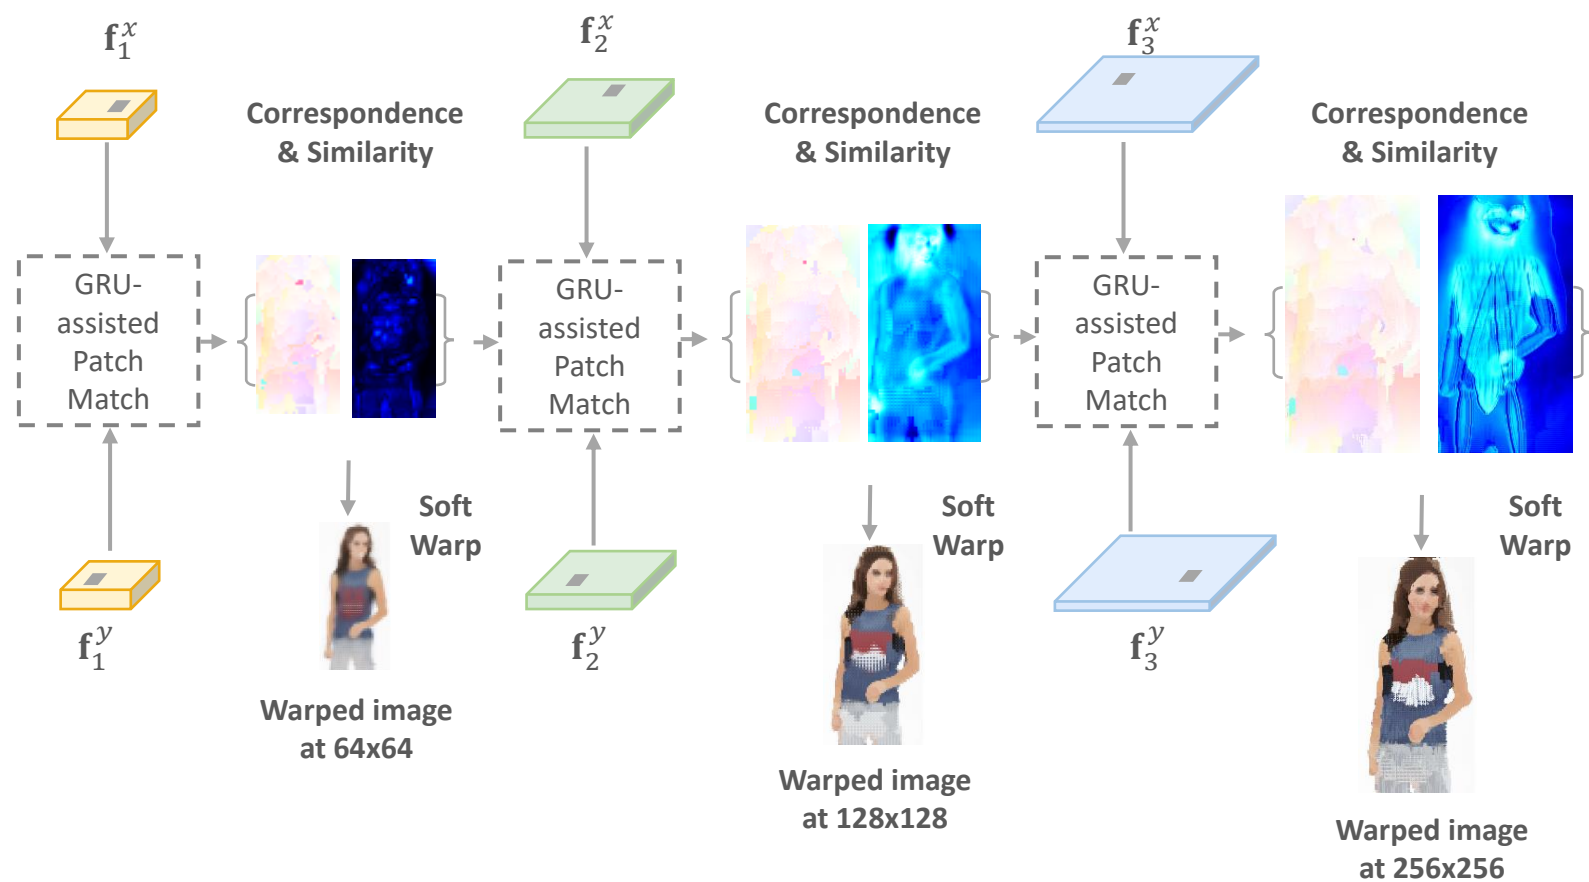 f₁ˣ
f₂ˣ
f₃ˣ
Correspondence
& Similarity
Correspondence
& Similarity
Correspondence
& Similarity
GRU-
assisted
Patch
Match
GRU-
assisted
Patch
Match
GRU-
assisted
Patch
Match
Soft
Warp
Soft
Warp
Soft
Warp
f₁ʸ
f₂ʸ
f₃ʸ
Warped image
at 64x64
Warped image
at 128x128
Warped image
at 256x256